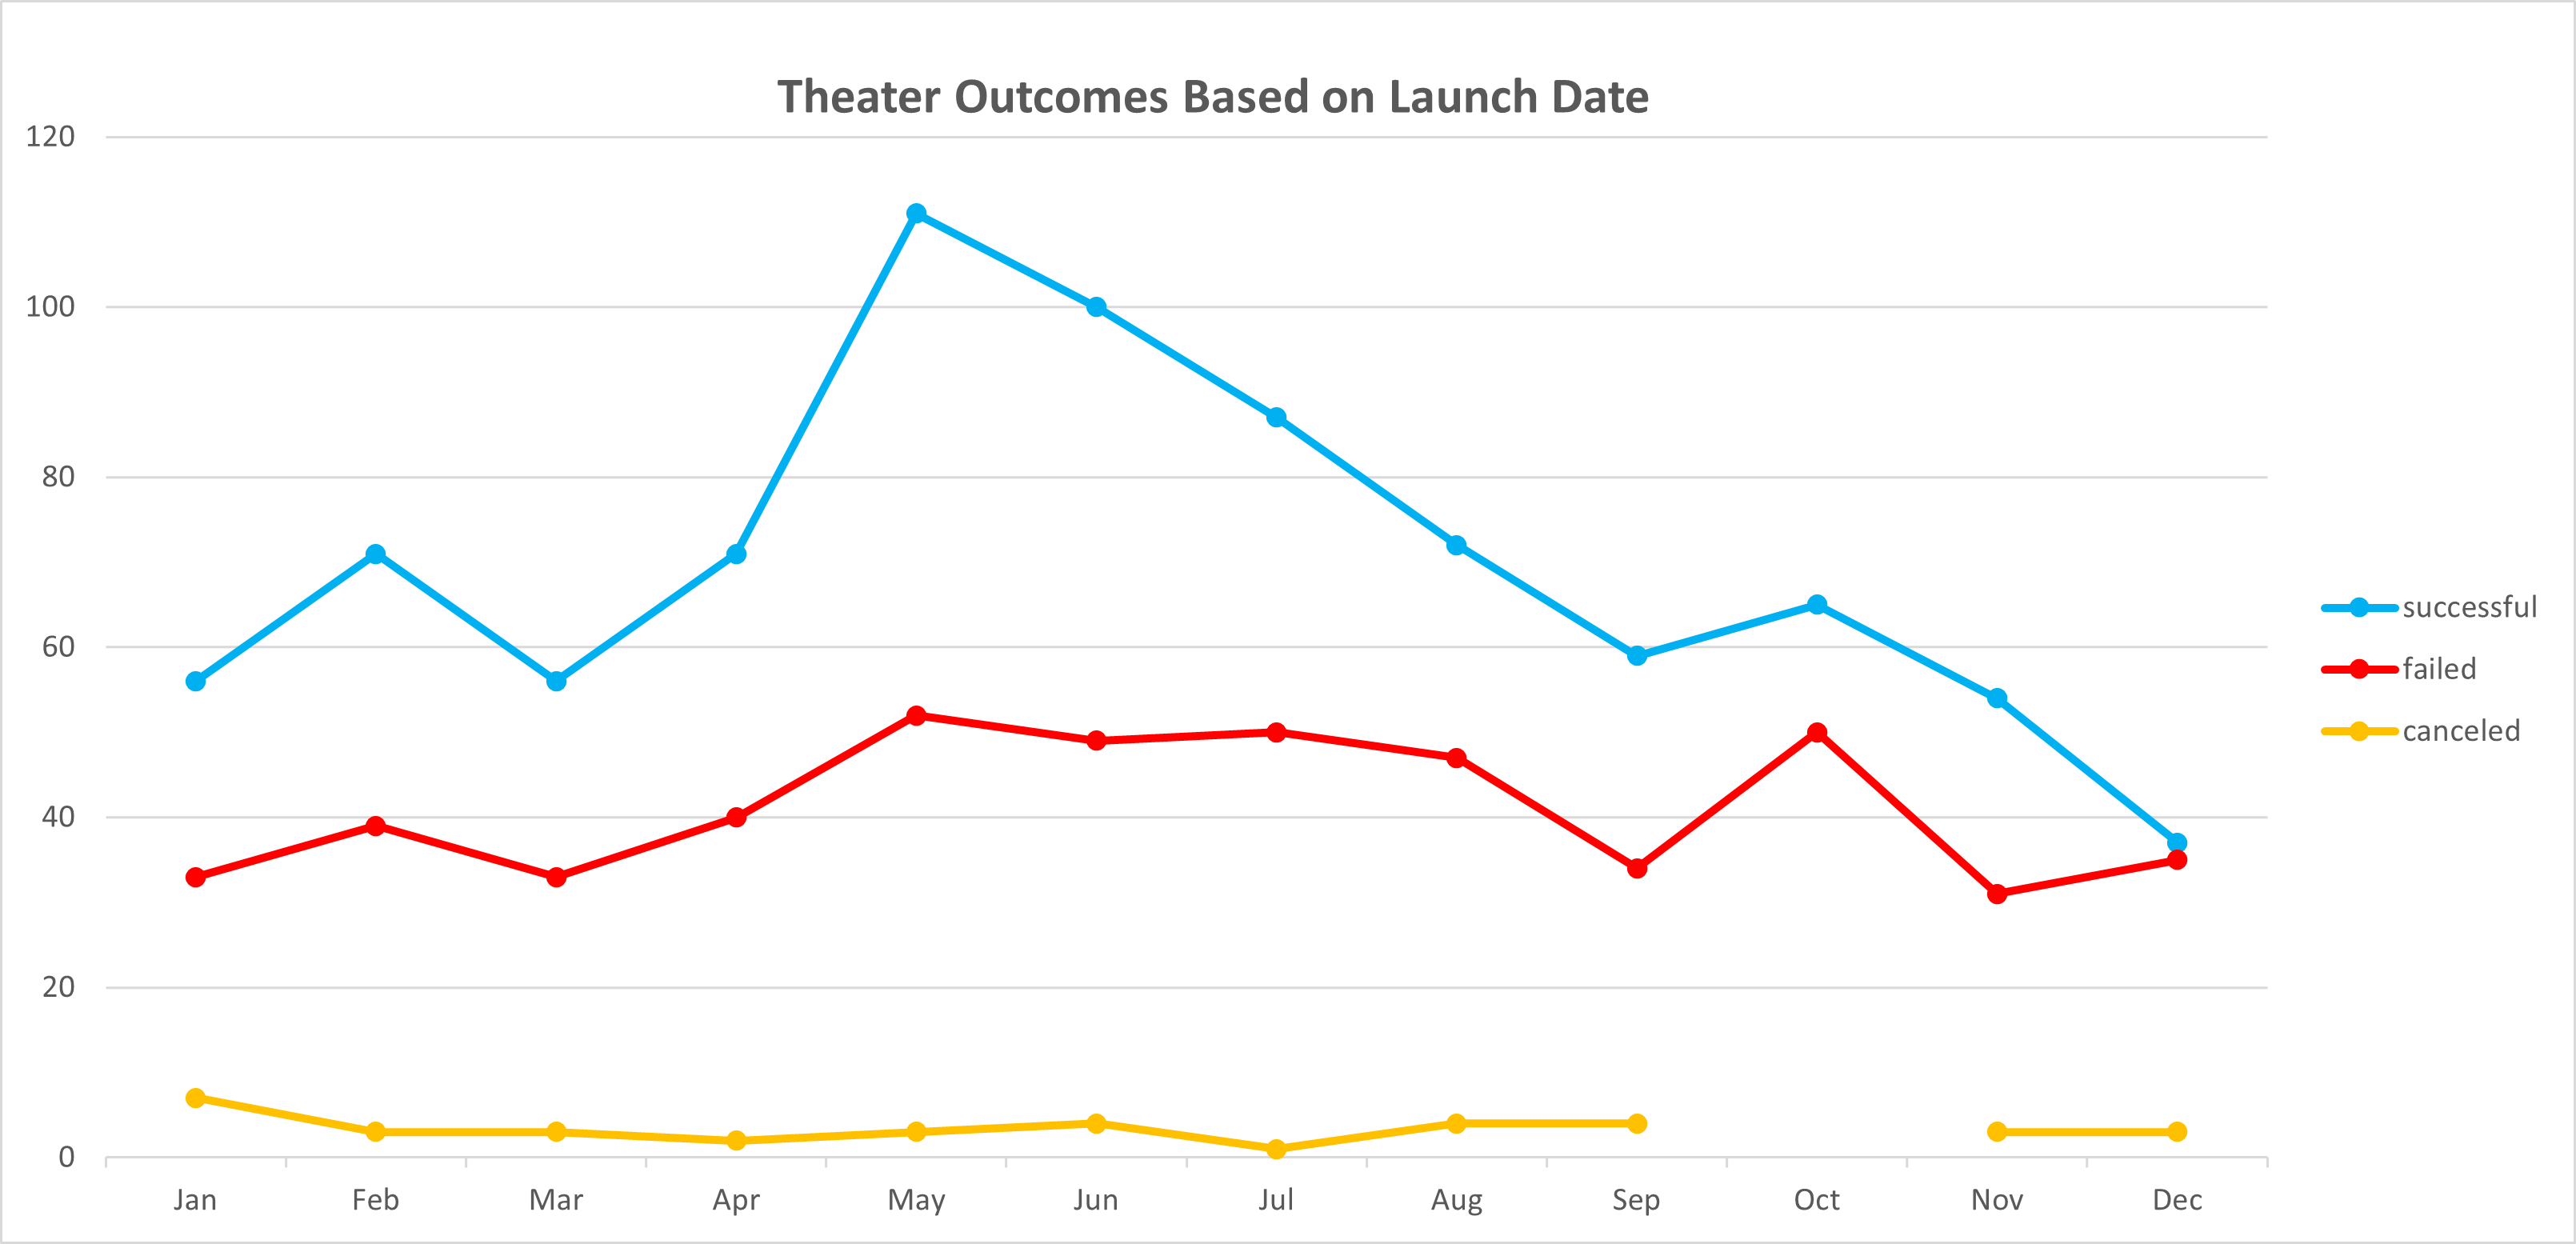 Theater Outcomes Based on Launch Date
120
100
80
60
40
20
0
Jan Feb Mar Apr May Jun Jul Aug Sep Oct Nov Dec
successful
failed
canceled